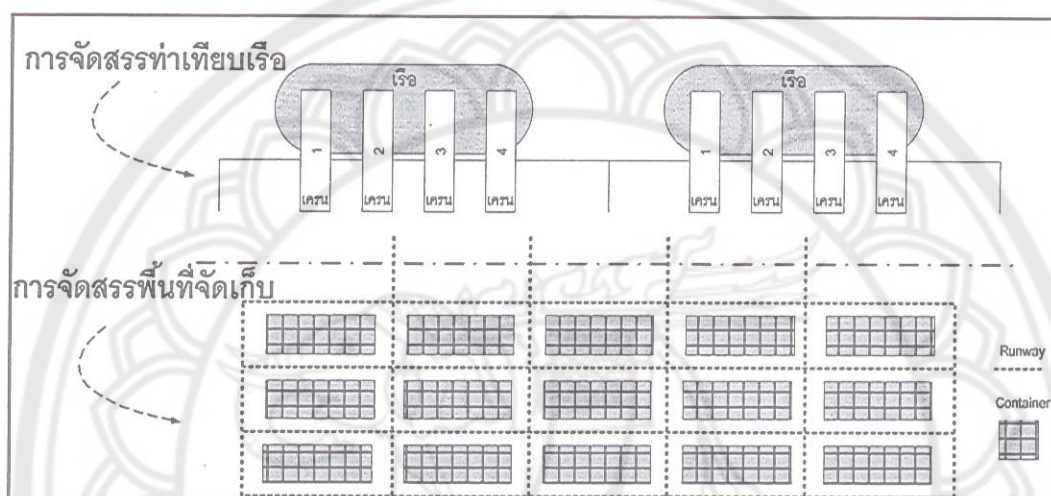 การจัดสรรท่าเทียบเรือ
เรือ
1
2
3
4
เครน
เครน
เครน
เครน
เรือ
1
2
3
4
เครน
เครน
เครน
เครน
การจัดสรรพื้นที่จัดเก็บ
Runway
Container